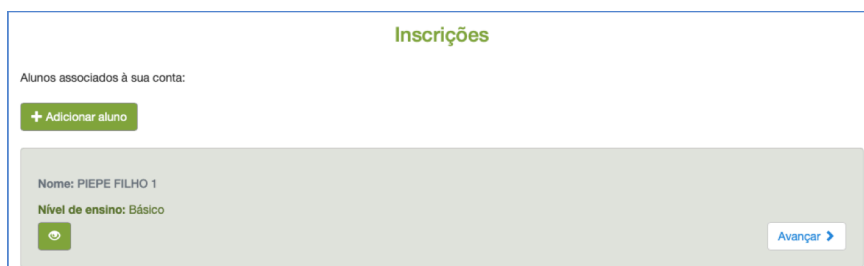 Inscrições
Alunos associados à sua conta:
Adicionar aluno
Nome: PIEPE FILHO 1
Nível de ensino: Básico
Avançar